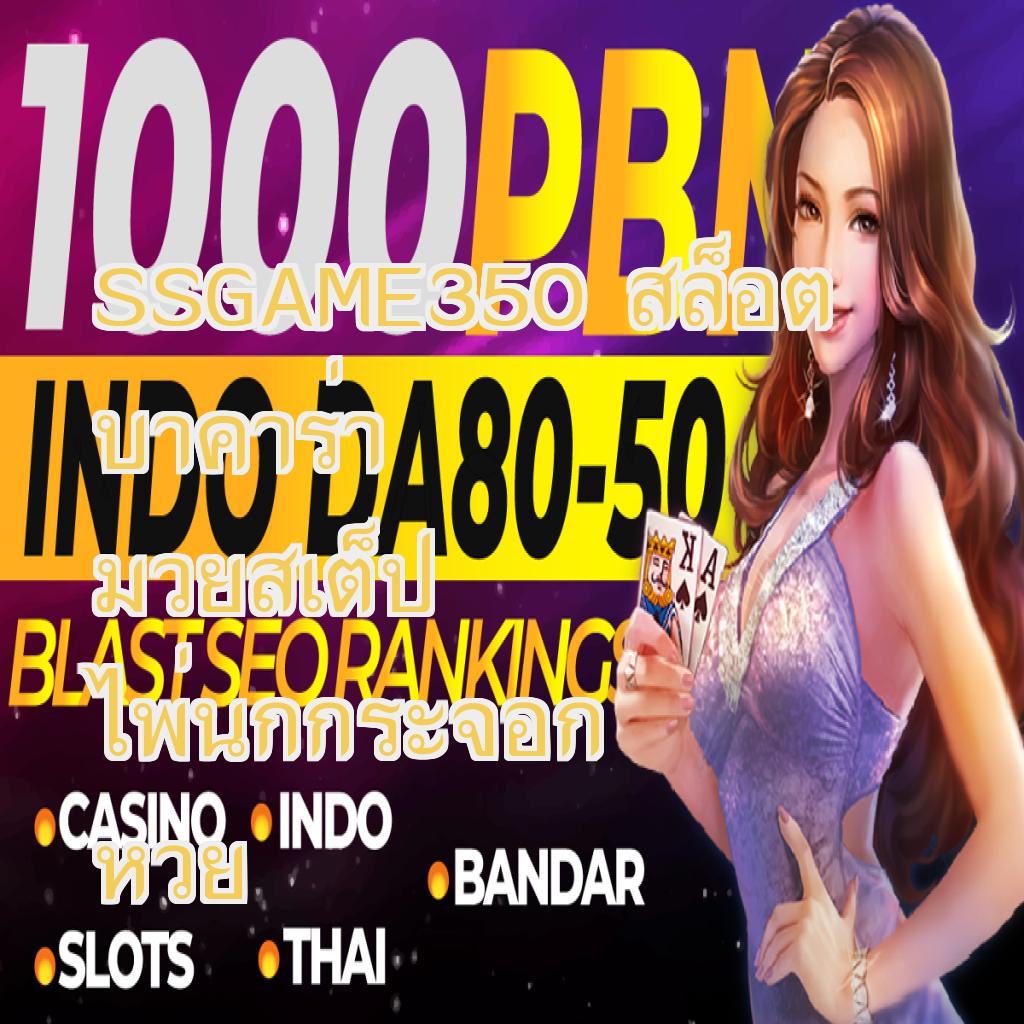 1000 PBN
SSGAME350 สล็อต
INDO DA80-50
บาคาร่า
มวยสเต็ป
BLAST SEO RANKINGS
ไพ่นกกระจอก
CASINO
INDO
หวย
BANDAR
SLOTS
THAI